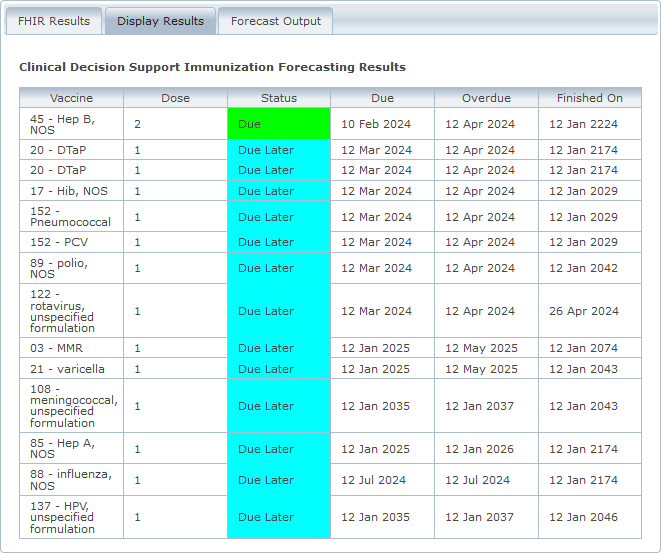 FHIR Results Display Results Forecast Output
Clinical Decision Support Immunization Forecasting Results
Vaccine Dose Status Due Overdue Finished On
45 - Hep B,
NOS 2 Due 10 Feb 2024 12 Apr 2024 12 Jan 2224
20 - DTaP 1 Due Later 12 Mar 2024 12 Apr 2024 12 Jan 2174
20 - DTaP 1 Due Later 12 Mar 2024 12 Apr 2024 12 Jan 2174
17 - Hib, NOS 1 Due Later 12 Mar 2024 12 Apr 2024 12 Jan 2029
152 -
Pneumococcal 1 Due Later 12 Mar 2024 12 Apr 2024 12 Jan 2029
152 - PCV 1 Due Later 12 Mar 2024 12 Apr 2024 12 Jan 2029
89 - polio,
NOS 1 Due Later 12 Mar 2024 12 Apr 2024 12 Jan 2042
122 -
rotavirus,
unspecified
formulation 1 Due Later 12 Mar 2024 12 Apr 2024 26 Apr 2024
03 - MMR 1 Due Later 12 Jan 2025 12 May 2025 12 Jan 2074
21 - varicella 1 Due Later 12 Jan 2025 12 May 2025 12 Jan 2043
108 -
meningococcal,
unspecified
formulation 1 Due Later 12 Jan 2035 12 Jan 2037 12 Jan 2043
85 - Hep A,
NOS 1 Due Later 12 Jan 2025 12 Jan 2026 12 Jan 2174
88 - influenza,
NOS 1 Due Later 12 Jul 2024 12 Jul 2024 12 Jan 2174
137 - HPV,
unspecified
formulation 1 Due Later 12 Jan 2035 12 Jan 2037 12 Jan 2046